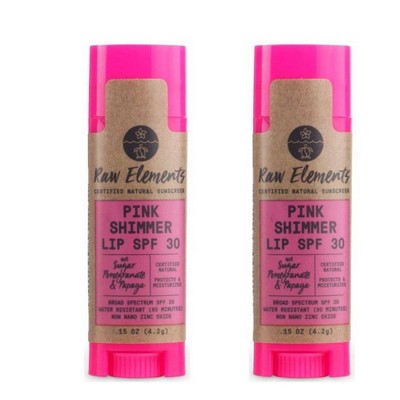 Raw Elements
CERTIFIED NATURAL SUNSCREEN
PINK
SHIMMER
LIP SPF 30
with
Sugar
Pomegranate
& Papaya
CERTIFIED
NATURAL
PROTECTS &
MOISTURIZES
BROAD SPECTRUM SPF 30
WATER RESISTANT (80 MINUTES)
NON NANO ZINC OXIDE
.15 OZ (4.2g)
Raw Elements
CERTIFIED NATURAL SUNSCREEN
PINK
SHIMMER
LIP SPF 30
with
Sugar
Pomegranate
& Papaya
CERTIFIED
NATURAL
PROTECTS &
MOISTURIZES
BROAD SPECTRUM SPF 30
WATER RESISTANT (80 MINUTES)
NON NANO ZINC OXIDE
.15 OZ (4.2g)